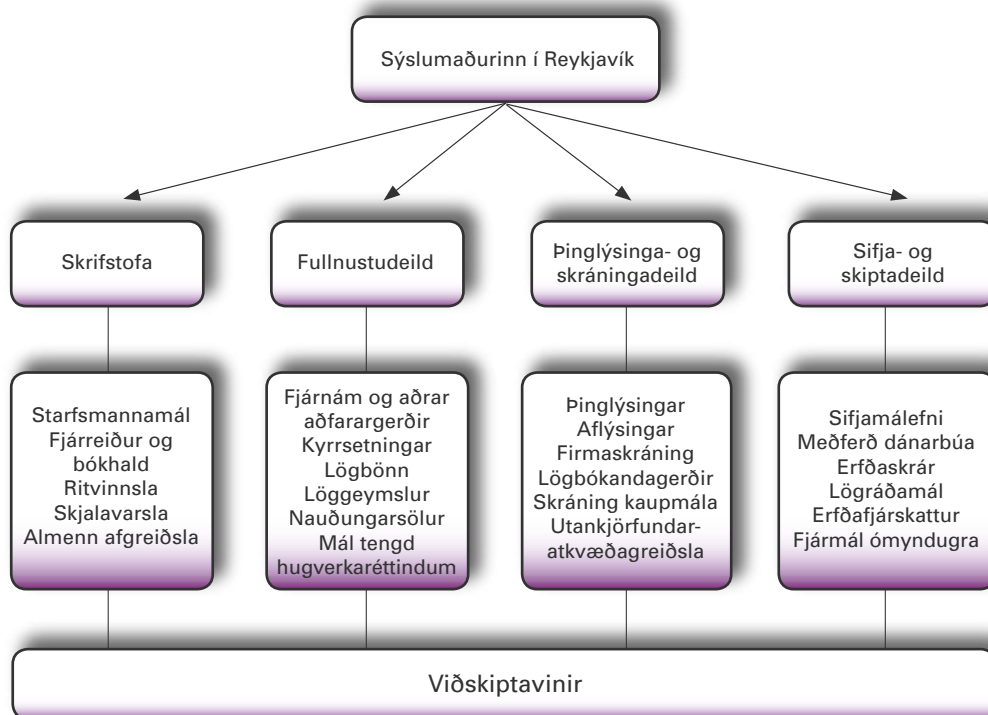 Sýslumaðurinn í Reykjavík
Skrifstofa
Fullnustudeild
Þinglýsinga- og
skráningadeild
Sifja- og
skiptadeild
Starfsmannamál
Fjárreiður og
bókhald
Ritvinnsla
Skjalavarsla
Almenn afgreiðsla
Fjárnám og aðrar
aðfarargerðir
Kyrrsetningar
Lögbönn
Löggeymslur
Nauðungarsölur
Mál tengd
hugverkaréttindum
Þinglýsingar
Aflýsingar
Firmaskráning
Lögbókandagerðir
Skráning kaupmála
Utankjörfundar-
atkvæðagreiðsla
Sifjamálefni
Meðferð dánarbúa
Erfðaskrár
Lögráðamál
Erfðafjárskattur
Fjármál ómyndugra
Viðskiptavinir